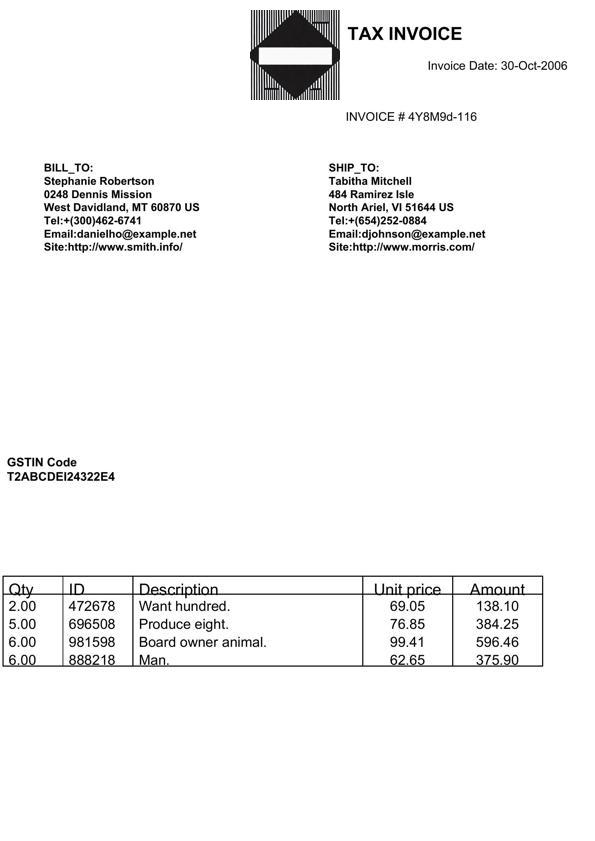 TAX INVOICE
Invoice Date: 30-Oct-2006
INVOICE # 4Y8M9d-116
BILL_TO:
Stephanie Robertson
0248 Dennis Mission
West Davidland, MT 60870 US
Tel:+(300)462-6741
Email:danielho@example.net
Site:http://www.smith.info/
SHIP_TO:
Tabitha Mitchell
484 Ramirez Isle
North Ariel, VI 51644 US
Tel:+(654)252-0884
Email:djohnson@example.net
Site:http://www.morris.com/
GSTIN Code
T2ABCDEI24322E4
Qty ID Description Unit price Amount
2.00 472678 Want hundred. 69.05 138.10
5.00 696508 Produce eight. 76.85 384.25
6.00 981598 Board owner animal. 99.41 596.46
6.00 888218 Man. 62.65 375.90